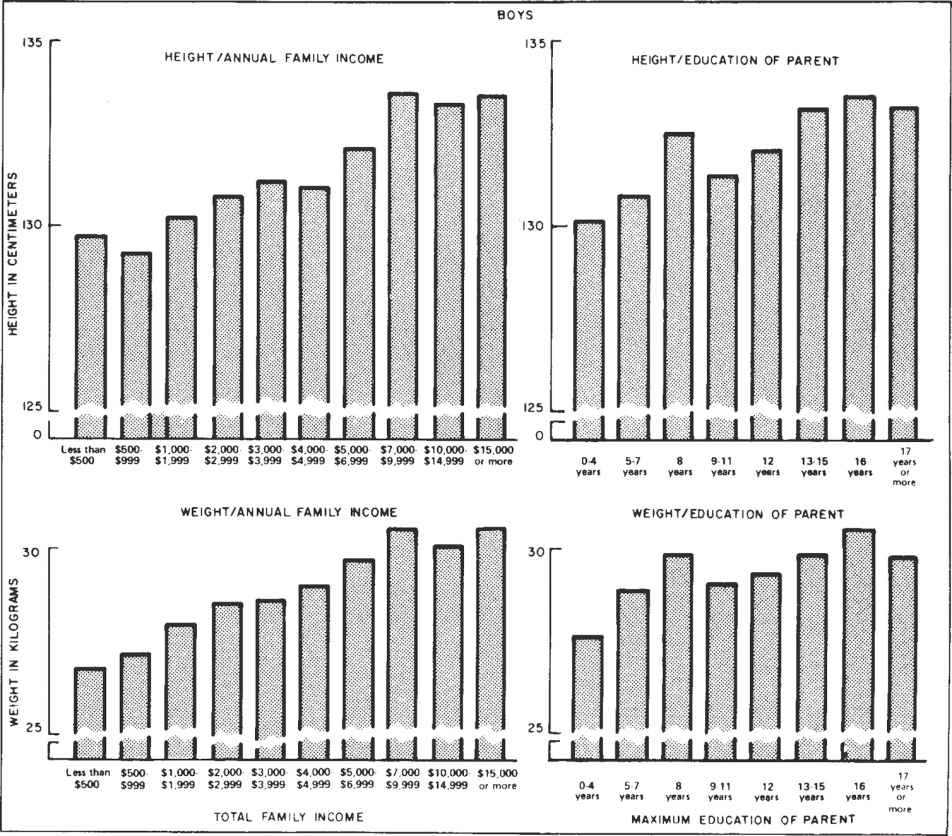 BOYS
HEIGHT/ANNUAL FAMILY INCOME
HEIGHT IN CENTIMETERS
135
130
125
0
Less than $500- $1,000- $2,000- $3,000- $4,000- $5,000- $7,000- $10,000- $15,000
$500 $999 $1,999 $2,999 $3,999 $4,999 $6,999 $9,999 $14,999 or more
HEIGHT/EDUCATION OF PARENT
135
130
125
0
0-4 5-7 8 9-11 12 13-15 16 17
years years years years years years years years
or
more
WEIGHT/ANNUAL FAMILY INCOME
WEIGHT IN KILOGRAMS
30
25
Less than $500- $1,000- $2,000- $3,000- $4,000 $5,000- $7,000 $10,000- $15,000
$500 $999 $1,999 $2,999 $3,999 $4,999 $6,999 $9,999 $14,999 or more
TOTAL FAMILY INCOME
WEIGHT/EDUCATION OF PARENT
30
25
0-4 5-7 8 9-11 12 13-15 16 17
years years years years years years years years
or
more
MAXIMUM EDUCATION OF PARENT